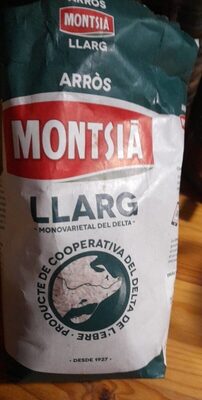 ARRÒS
MONTSIÀ
LLARG
ARRÒS
MONTSIÀ
LLARG
- MONOVARIETAL DEL DELTA -
· PRODUCTE DE COOPERATIVA DEL DELTA DE L'EBRE ·
· DESDE 1927 ·